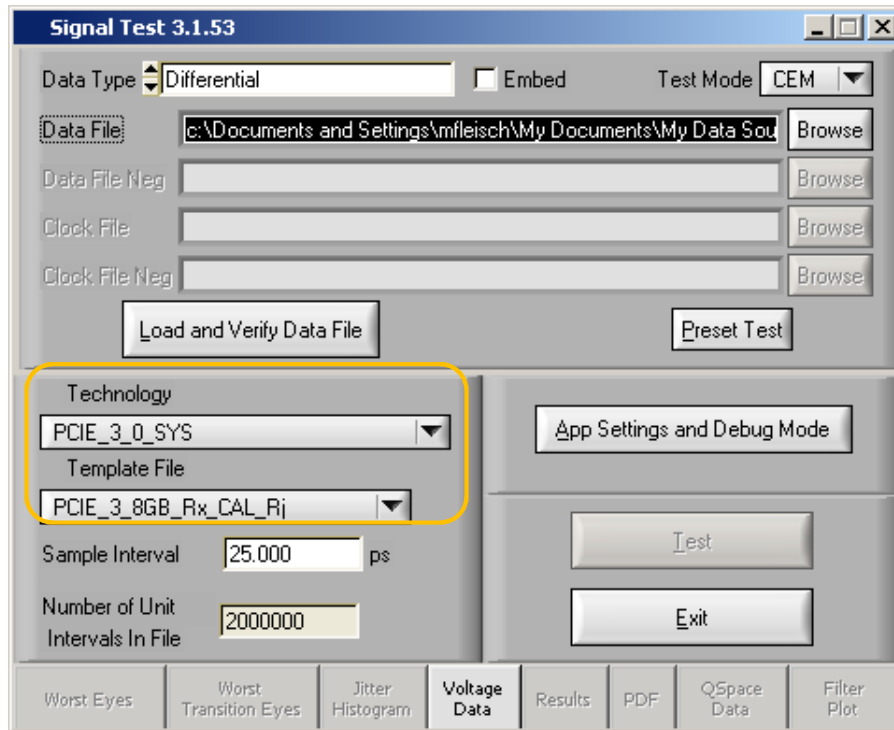 Signal Test 3.1.53
Data Type Differential Embed Test Mode CEM
Data File c:\Documents and Settings\mfleisch\My Documents\My Data Sou Browse
Data File Neg Browse
Clock File Browse
Clock File Neg Browse
Load and Verify Data File Preset Test
Technology
PCIE_3_0_SYS
App Settings and Debug Mode
Template File
PCIE_3_8GB_Rx_CAL_Rj
Sample Interval 25.000 ps
Test
Number of Unit
Intervals In File
2000000
Exit
Worst Eyes
Worst
Transition Eyes
Jitter
Histogram
Voltage
Data
Results
PDF
QSpace
Data
Filter
Plot